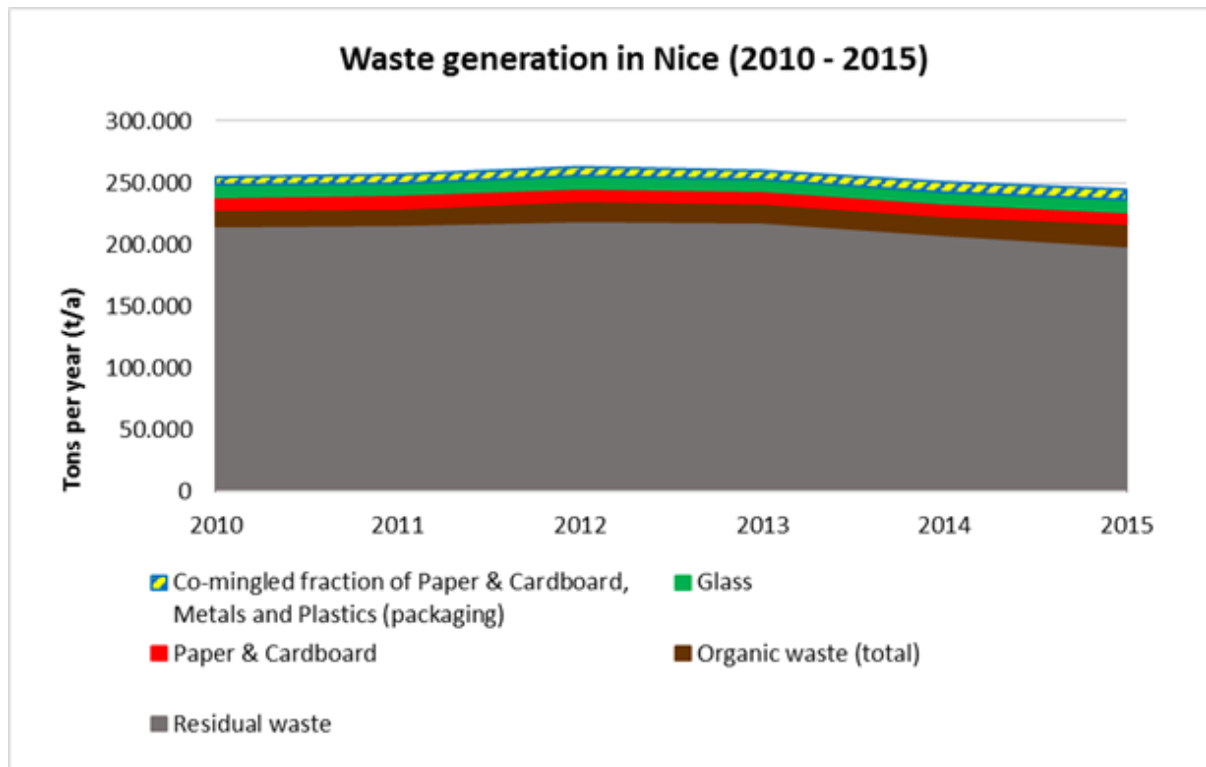 Waste generation in Nice (2010 - 2015)
Tons per year (t/a)
300.000
250.000
200.000
150.000
100.000
50.000
0
2010 2011 2012 2013 2014 2015
Co-mingled fraction of Paper & Cardboard,
Metals and Plastics (packaging)
Glass
Paper & Cardboard
Organic waste (total)
Residual waste